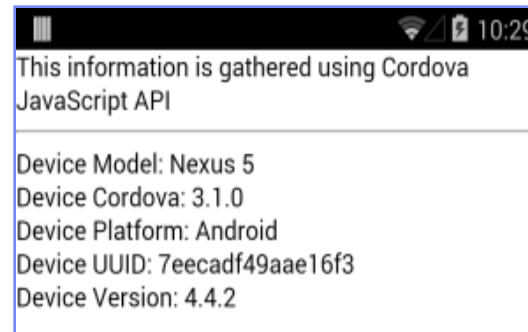 10:29
This information is gathered using Cordova
JavaScript API
Device Model: Nexus 5
Device Cordova: 3.1.0
Device Platform: Android
Device UUID: 7eecadf49aae16f3
Device Version: 4.4.2